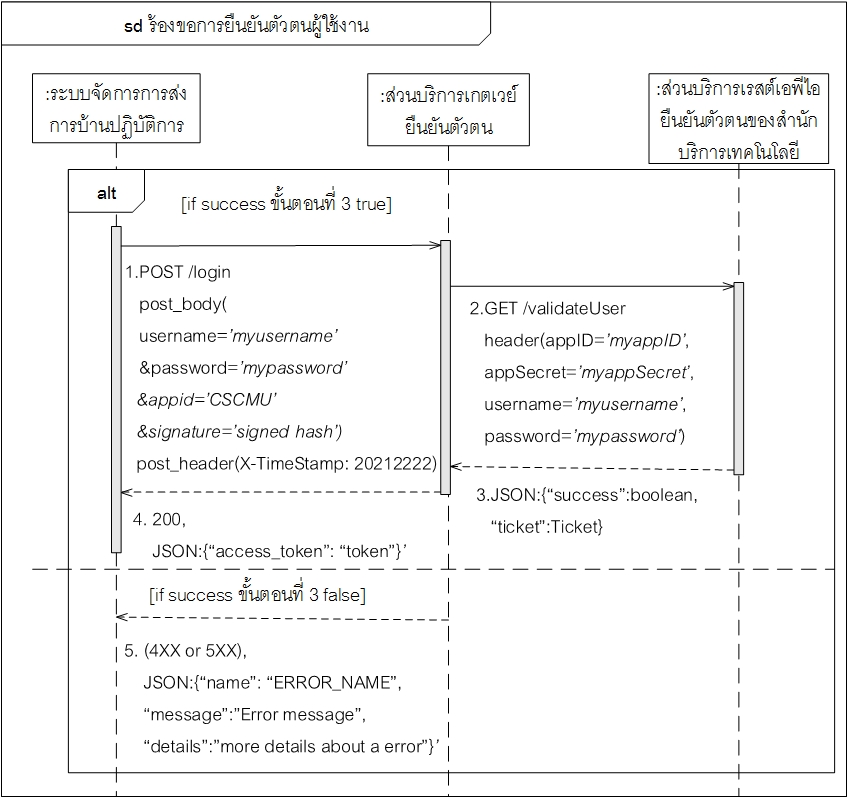 sd ร้องขอการยืนยันตัวตนผู้ใช้งาน
:ระบบจัดการการส่ง
การบ้านปฏิบัติการ
:ส่วนบริการเกตเวย์
ยืนยันตัวตน
:ส่วนบริการเรสต์เอพีไอ
ยืนยันตัวตนของสำนัก
บริการเทคโนโลยี
alt
[if success ขั้นตอนที่ 3 true]
1.POST /login
post_body(
username='myusername'
&password='mypassword'
&appid='CSCMU'
&signature='signed hash')
post_header(X-TimeStamp: 20212222)
2.GET /validateUser
header(appID='myappID',
appSecret='myappSecret',
username='myusername',
password='mypassword')
3.JSON:{“success”:boolean,
“ticket”:Ticket}
4. 200,
JSON:{“access_token”: “token”}’
[if success ขั้นตอนที่ 3 false]
5. (4XX or 5XX),
JSON:{“name”: “ERROR_NAME”,
“message”:”Error message”,
“details”:”more details about a error”}’